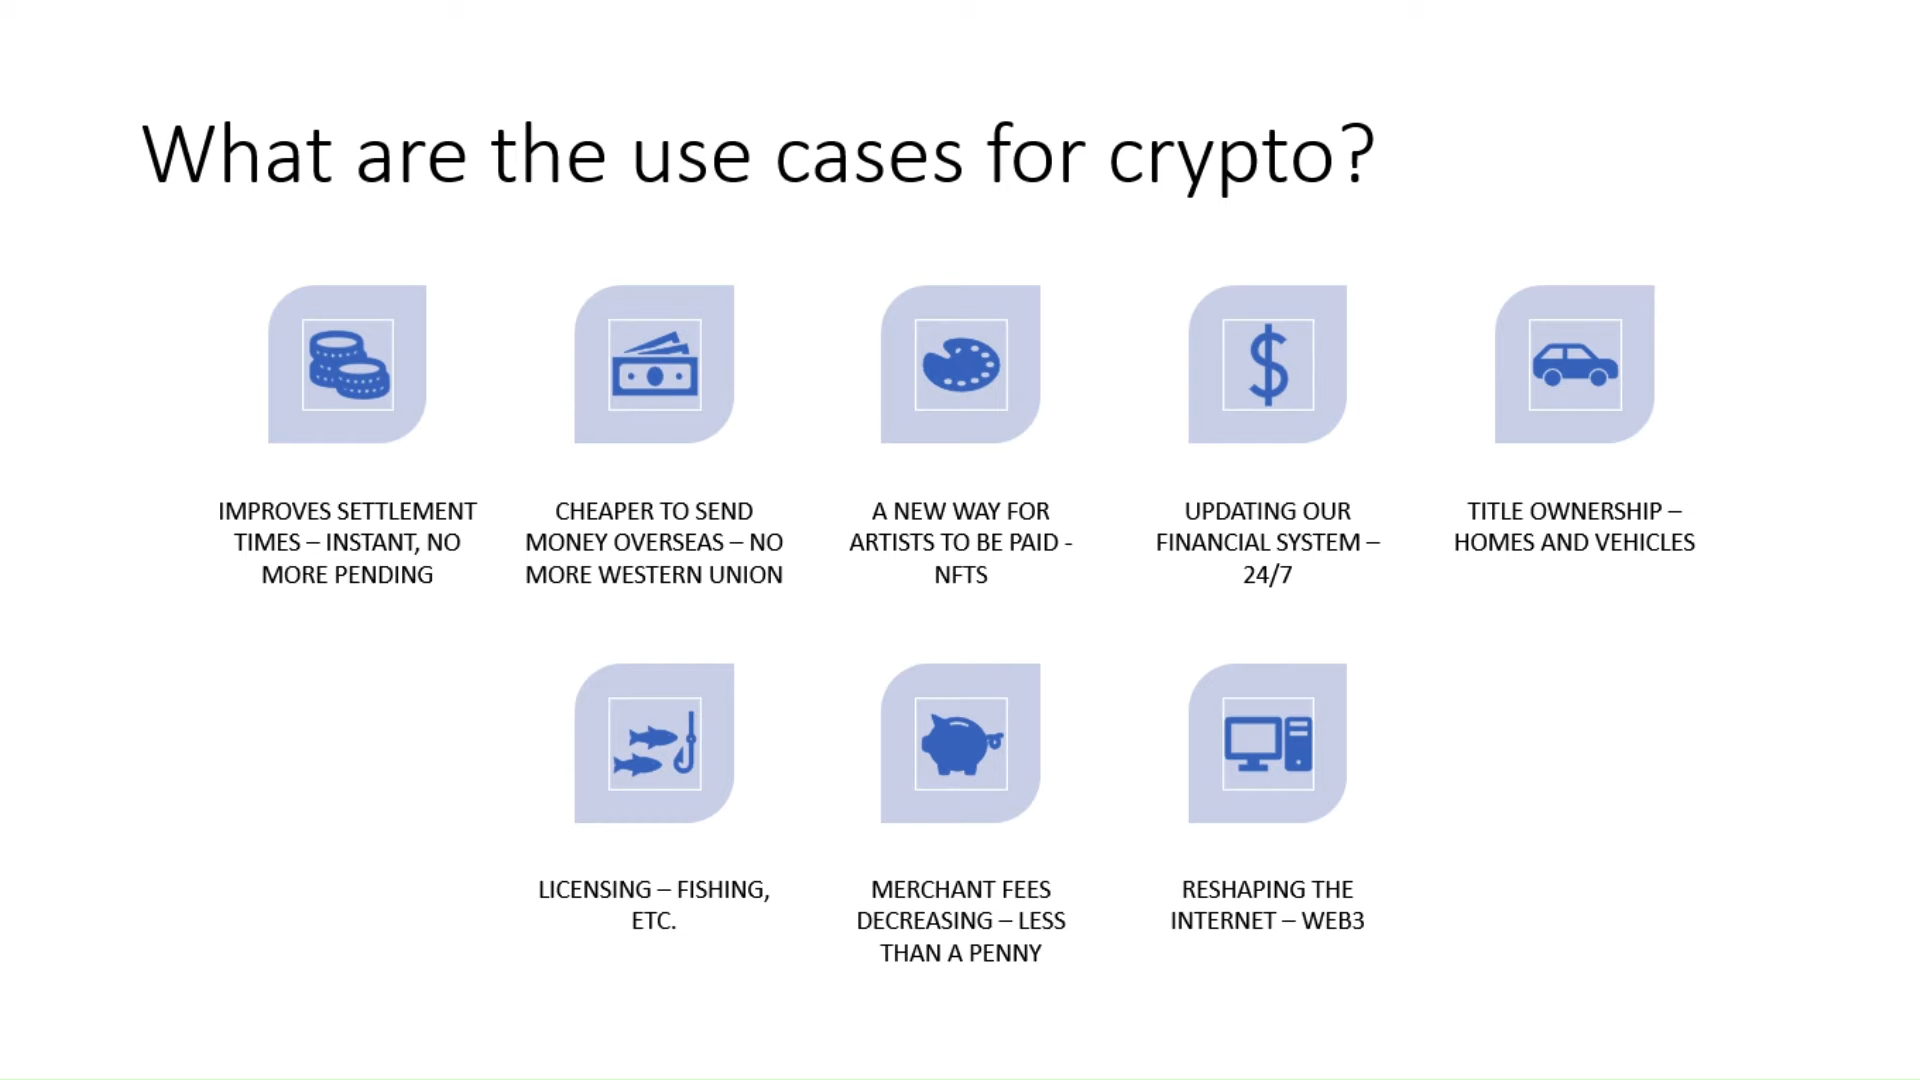 What are the use cases for crypto?
IMPROVES SETTLEMENT
TIMES – INSTANT, NO
MORE PENDING
CHEAPER TO SEND
MONEY OVERSEAS – NO
MORE WESTERN UNION
A NEW WAY FOR
ARTISTS TO BE PAID -
NFTS
UPDATING OUR
FINANCIAL SYSTEM –
24/7
TITLE OWNERSHIP –
HOMES AND VEHICLES
LICENSING – FISHING,
ETC.
MERCHANT FEES
DECREASING – LESS
THAN A PENNY
RESHAPING THE
INTERNET – WEB3